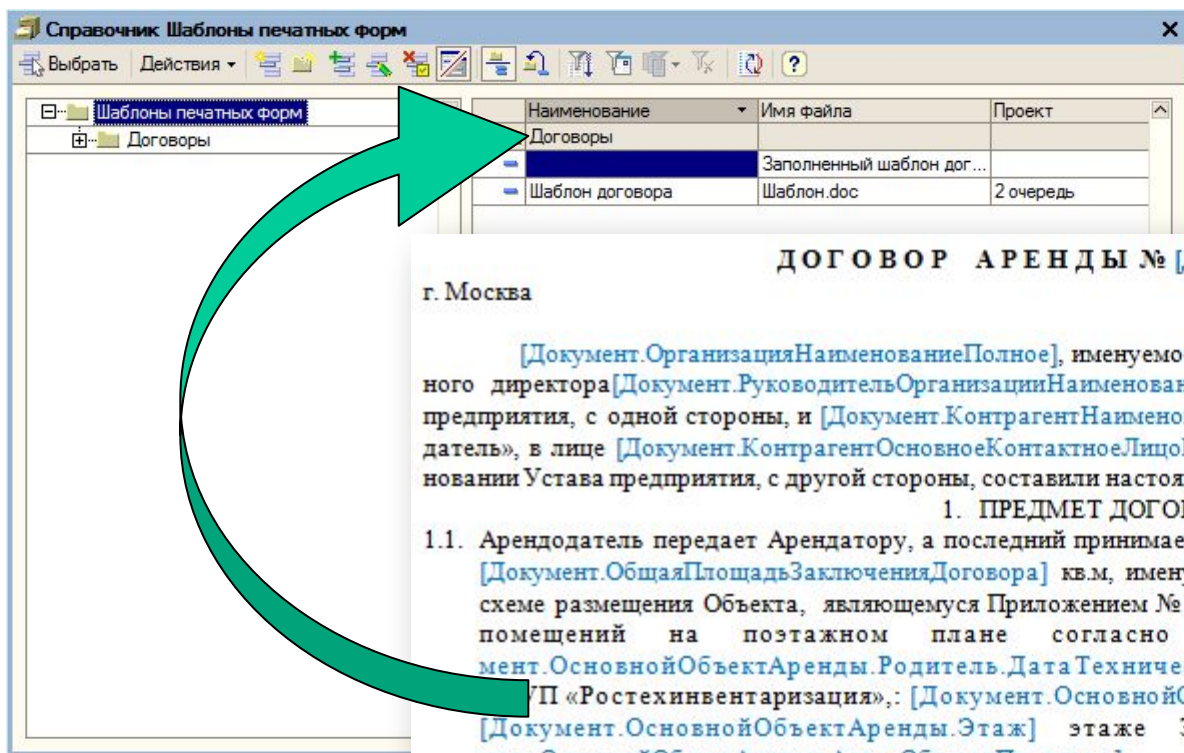 Справочник Шаблоны печатных форм
Выбрать Действия
Шаблоны печатных форм
Договоры
Наименование Имя файла Проект
Договоры
Заполненный шаблон дог...
Шаблон договора Шаблон.doc 2 очередь
ДОГОВОР АРЕНДЫ № [
г. Москва
[Документ.ОрганизацияНаименованиеПолное], именуемо
ного директора[Документ.РуководительОрганизацииНаименован
предприятия, с одной стороны, и [Документ.КонтрагентНаимено
датель», в лице [Документ.КонтрагентОсновноеКонтактноеЛицо
новании Устава предприятия, с другой стороны, составили настоя
1. ПРЕДМЕТ ДОГО
1.1. Арендодатель передает Арендатору, а последний принимае
[Документ.ОбщаяПлощадьЗаключенияДоговора] кв.м, имену
схеме размещения Объекта, являющемуся Приложением №
помещений на поэтажном плане согласно
мент.ОсновнойОбъектАренды.Родитель.ДатаТехниче
УП «Ростехинвентаризация»,: [Документ.Основной
[Документ.ОсновнойОбъектАренды.Этаж] этаже